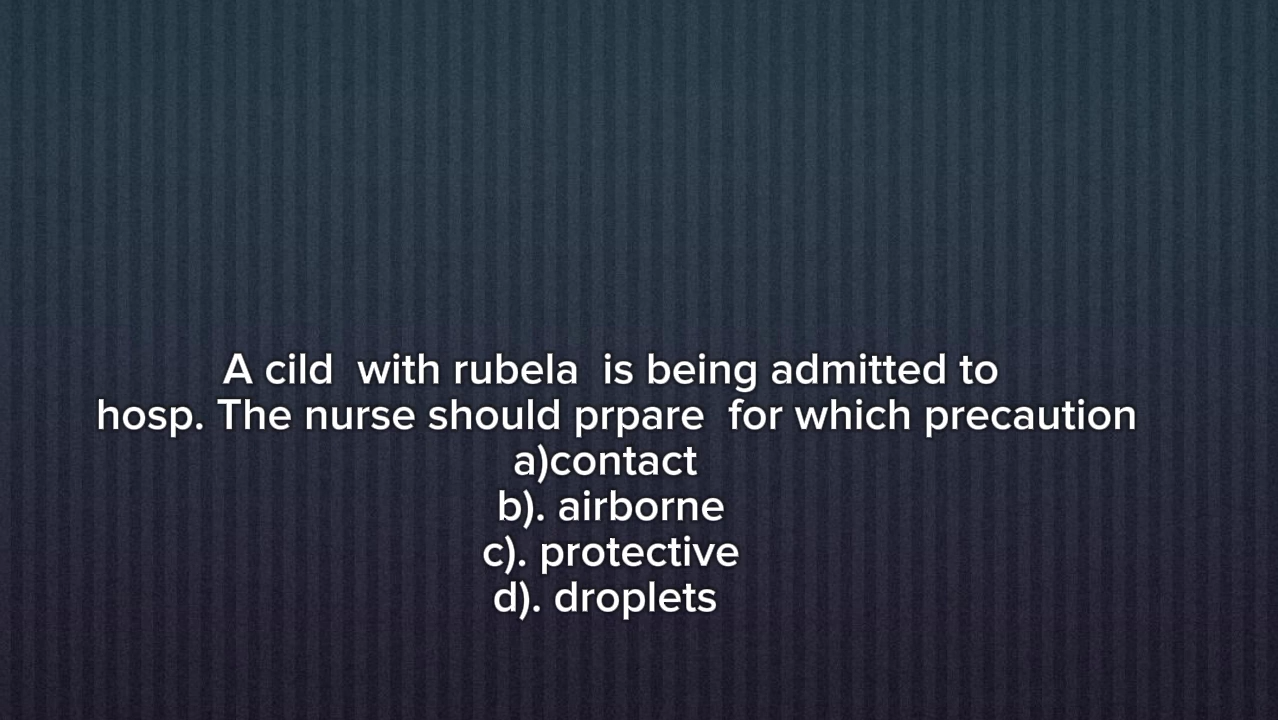 A cild  with rubela  is being admitted to
hosp. The nurse should prpare  for which precaution
a)contact
b). airborne
c). protective
d). droplets